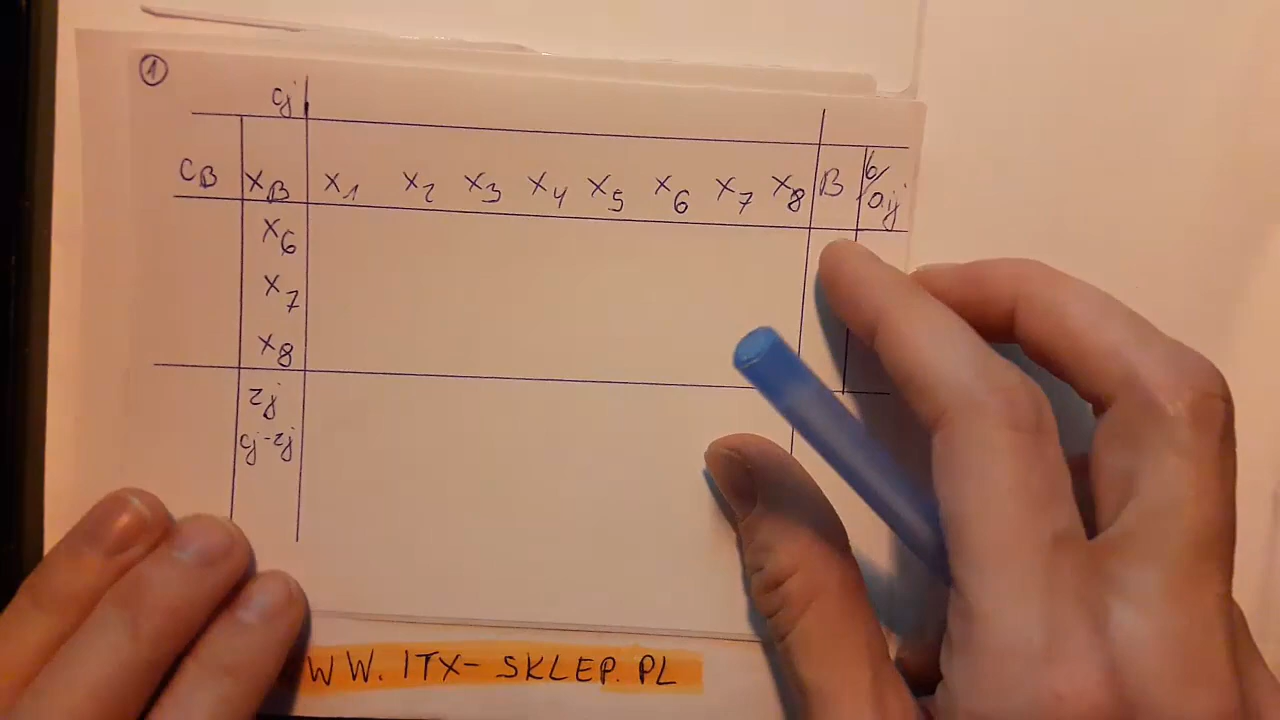 1
cj
CB XB X1 X2 X3 X4 X5 X6 X7 X8 B b/aij
X6
X7
X8
zj
cj-zj
WW. ITX-SKLEP.PL